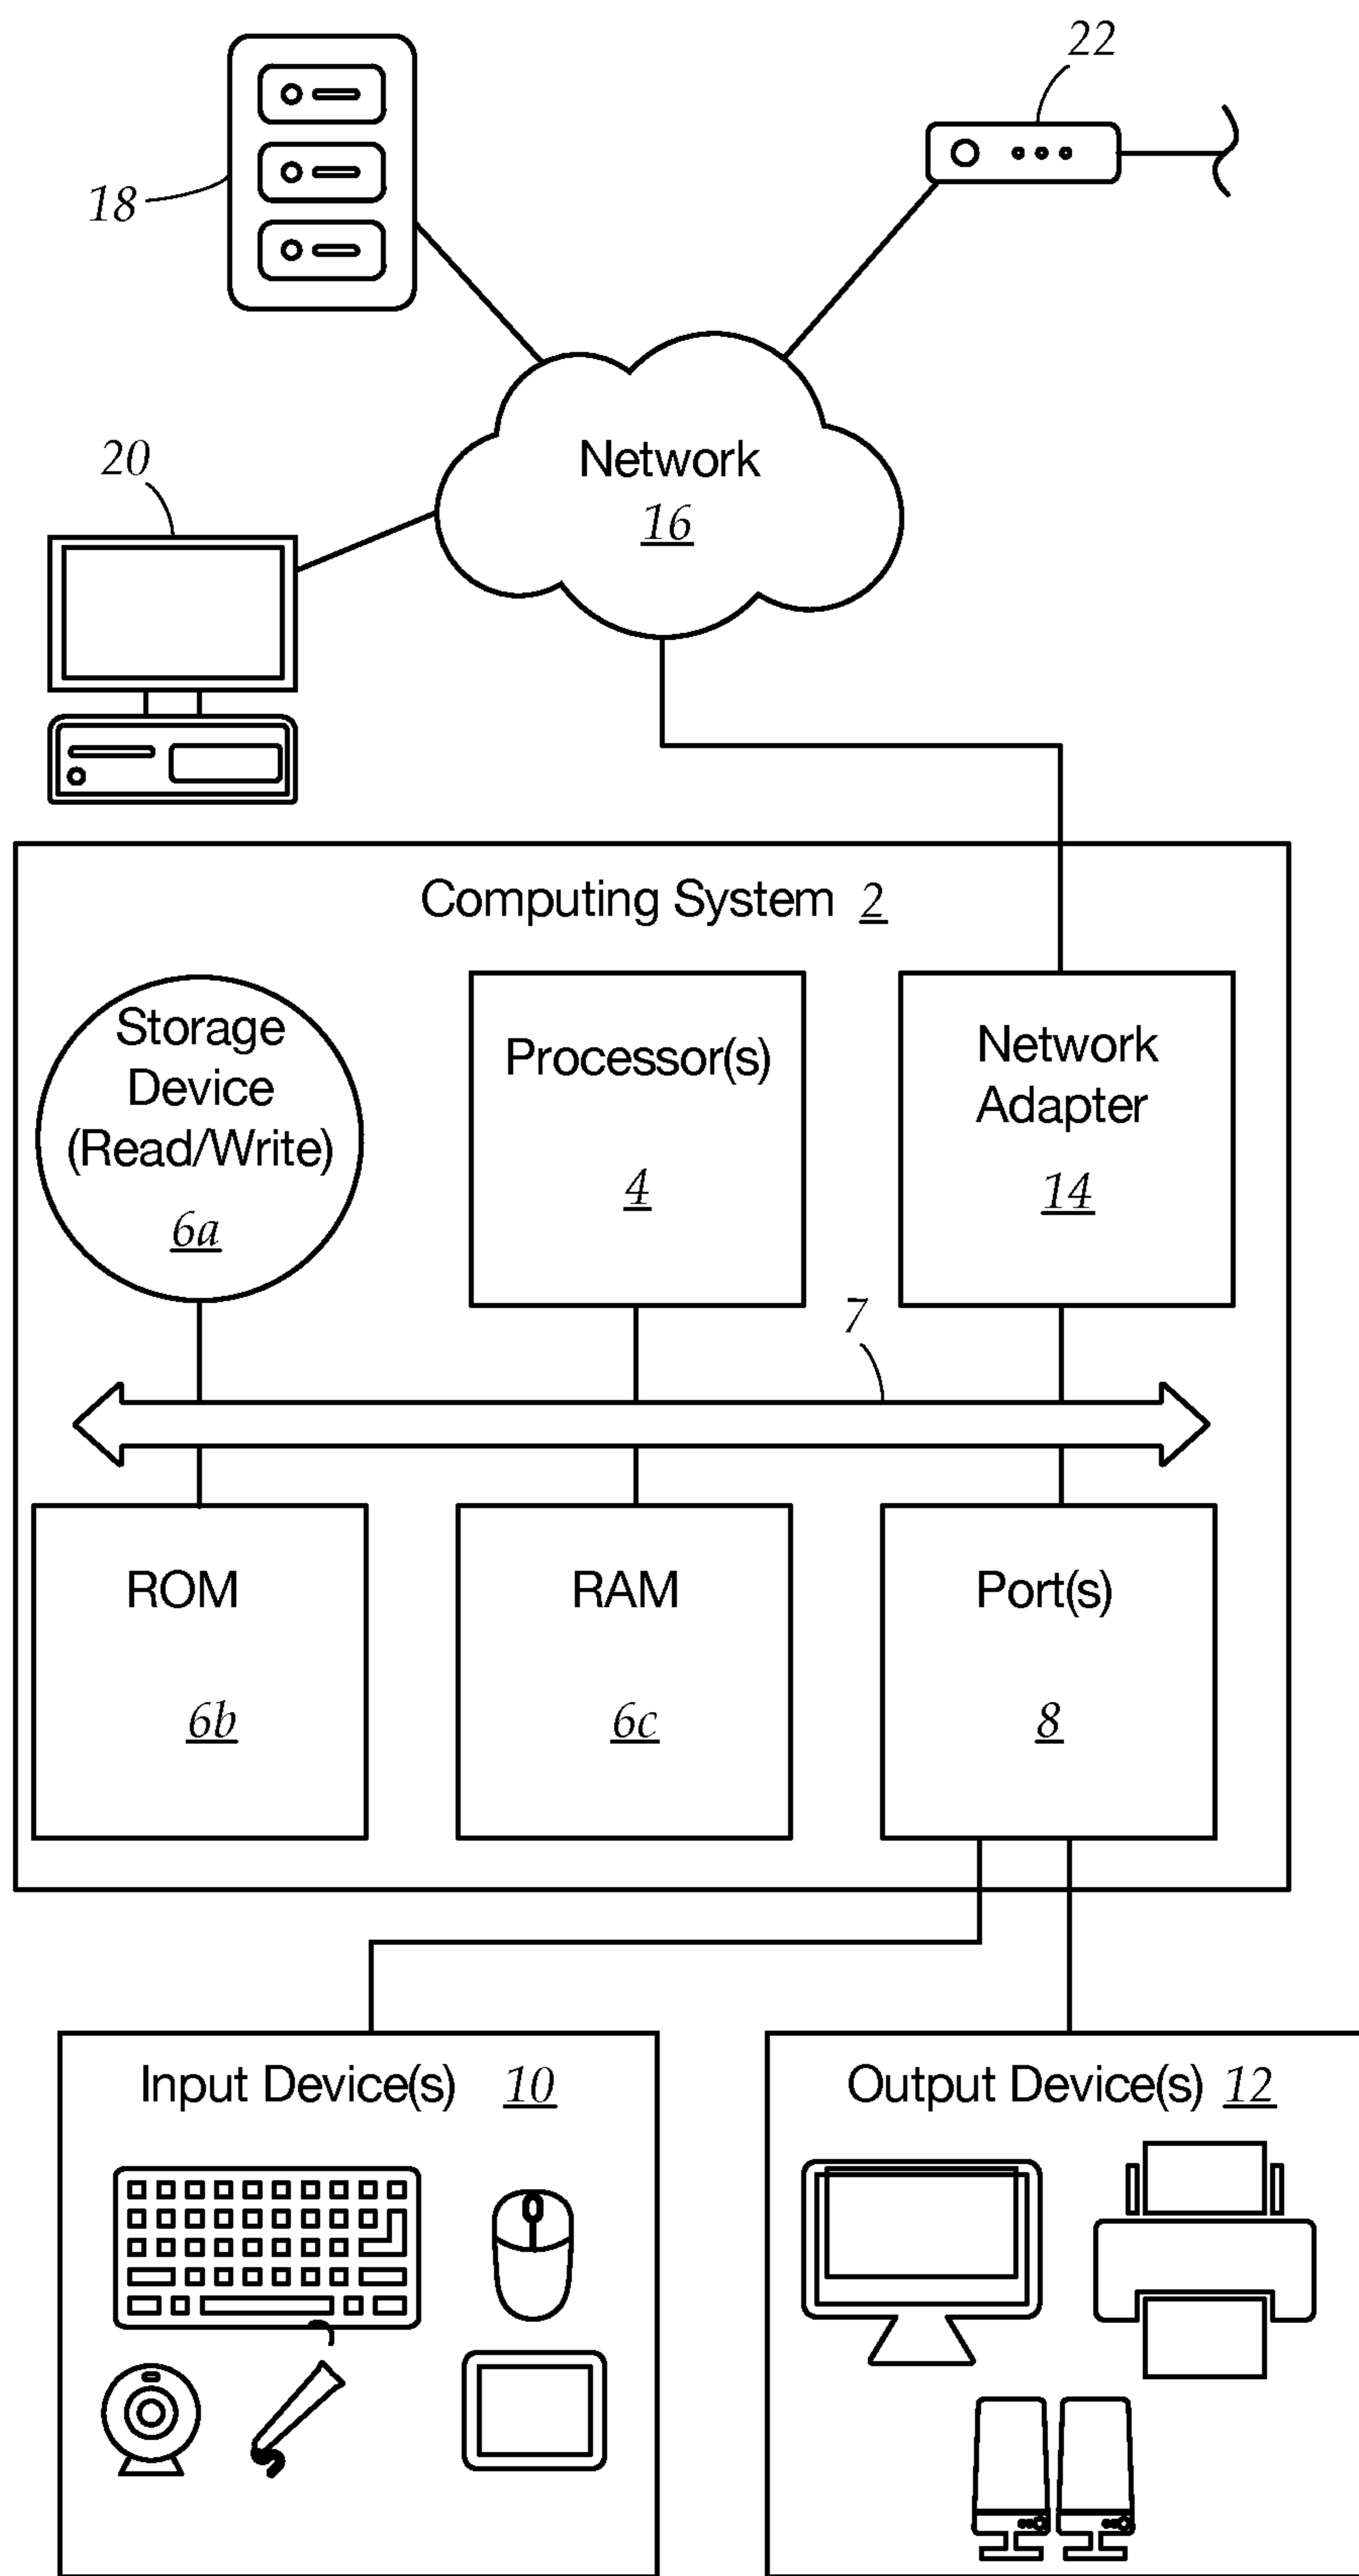 22
18
Network
16
20
Computing System 2
Storage
Device
(Read/Write)
6a
Processor(s)
4
Network
Adapter
14
7
ROM
6b
RAM
6c
Port(s)
8
Input Device(s) 10
Output Device(s) 12